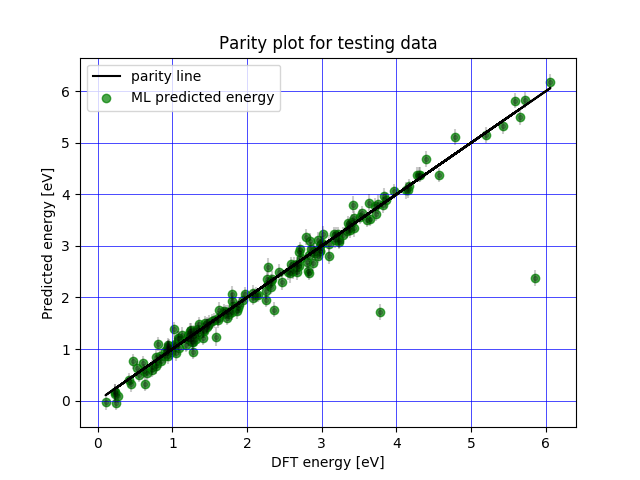 Parity plot for testing data
parity line
ML predicted energy
Predicted energy [eV]
6
5
4
3
2
1
0
0 1 2 3 4 5 6
DFT energy [eV]